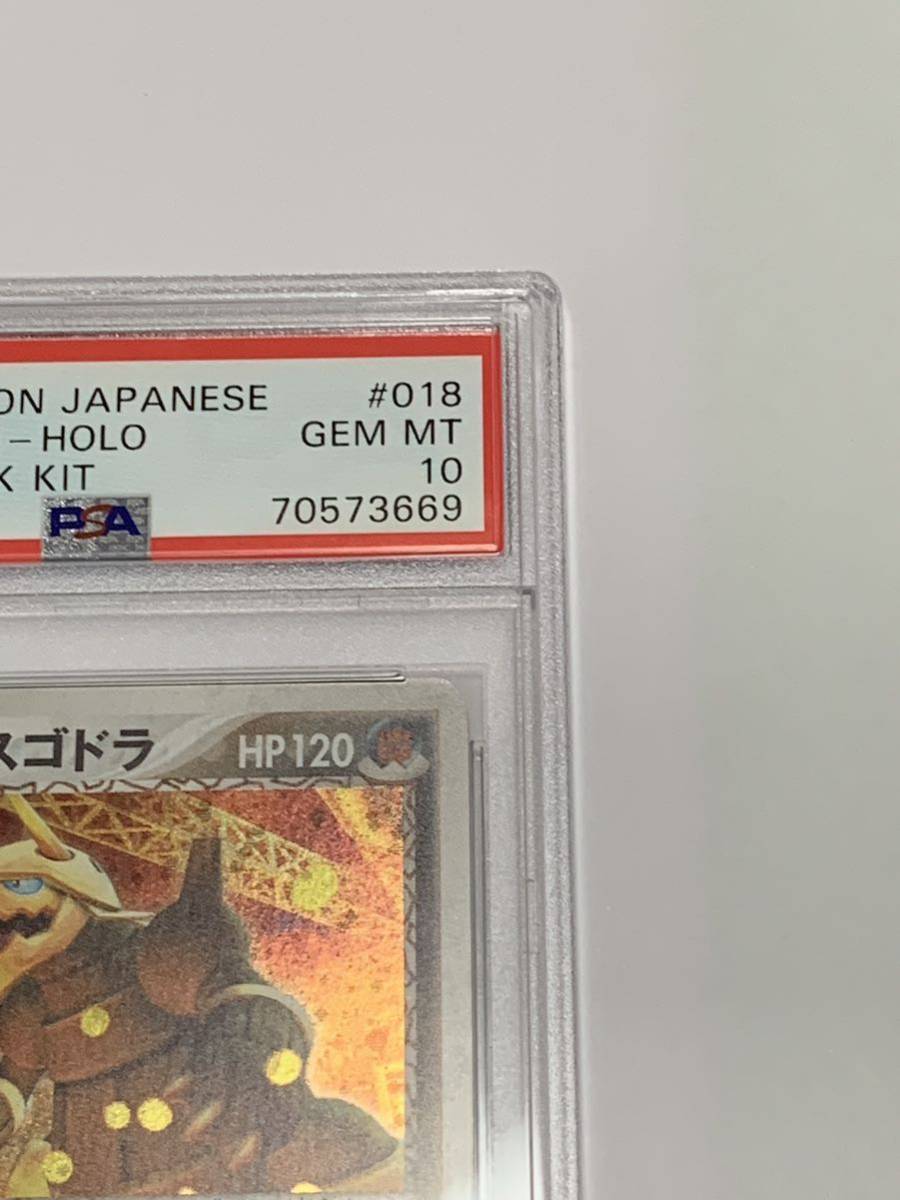 ON JAPANESE #018
- HOLO GEM MT
K KIT 10
PSA 70573669
スゴドラ HP120